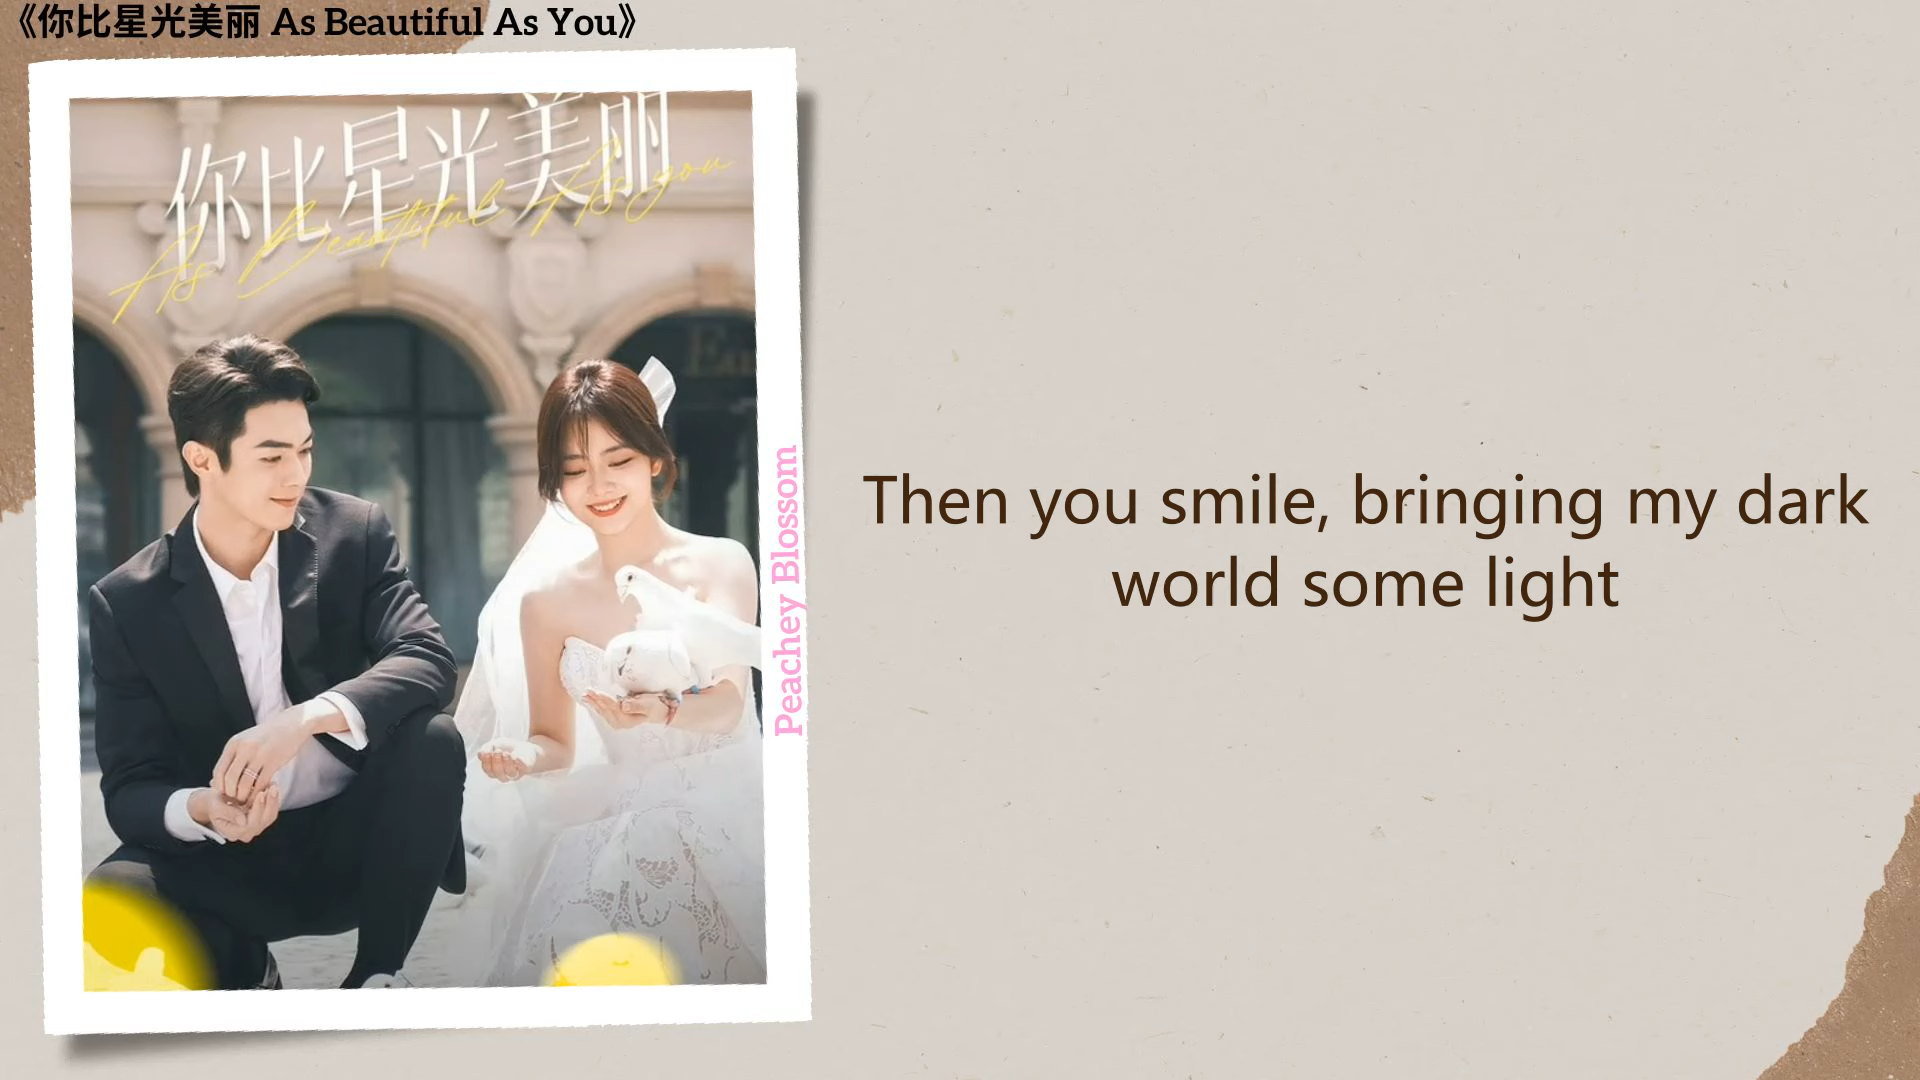 《你比星光美丽 As Beautiful As You》
你比星光美丽
As Beautiful As you
Peachey Blossom
Then you smile, bringing my dark
world some light